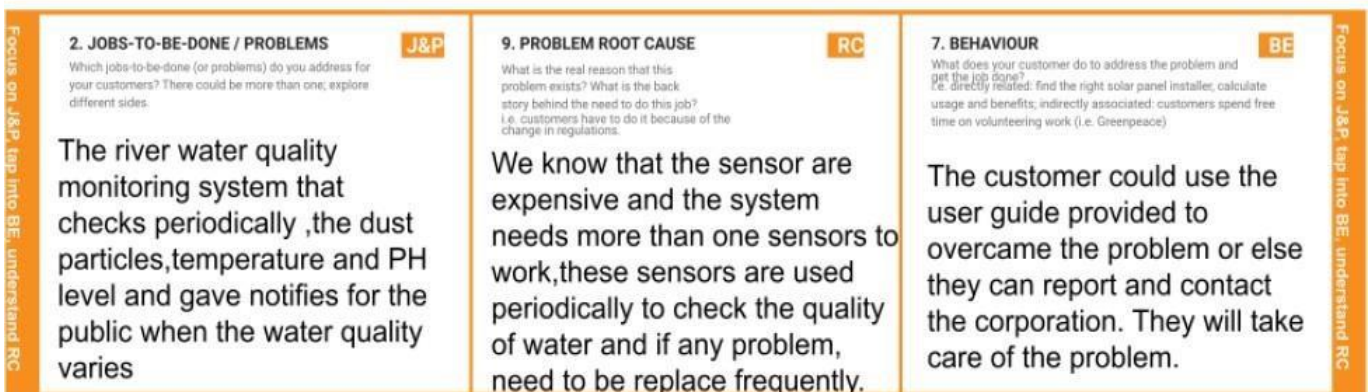 Focus on J&P, tap into BE, understand RC
2. JOBS-TO-BE-DONE / PROBLEMS
J&P
Which jobs-to-be-done (or problems) do you address for
your customers? There could be more than one; explore
different sides.
The river water quality
monitoring system that
checks periodically ,the dust
particles,temperature and PH
level and gave notifies for the
public when the water quality
varies
9. PROBLEM ROOT CAUSE
RC
What is the real reason that this
problem exists? What is the back
story behind the need to do this job?
i.e. customers have to do it because of the
change in regulations.
We know that the sensor are
expensive and the system
needs more than one sensors to
work,these sensors are used
periodically to check the quality
of water and if any problem,
need to be replace frequently.
7. BEHAVIOUR
BE
What does your customer do to address the problem and
get the job done?
i.e. directly related: find the right solar panel installer, calculate
usage and benefits; indirectly associated: customers spend free
time on volunteering work (i.e. Greenpeace)
The customer could use the
user guide provided to
overcame the problem or else
they can report and contact
the corporation. They will take
care of the problem.
Focus on J&P, tap into BE, understand RC